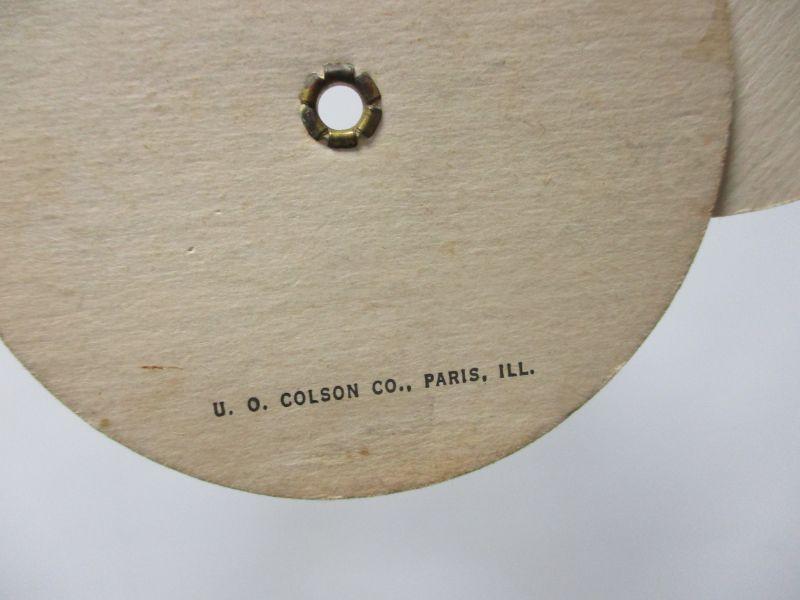 U. O. COLSON CO., PARIS, ILL.